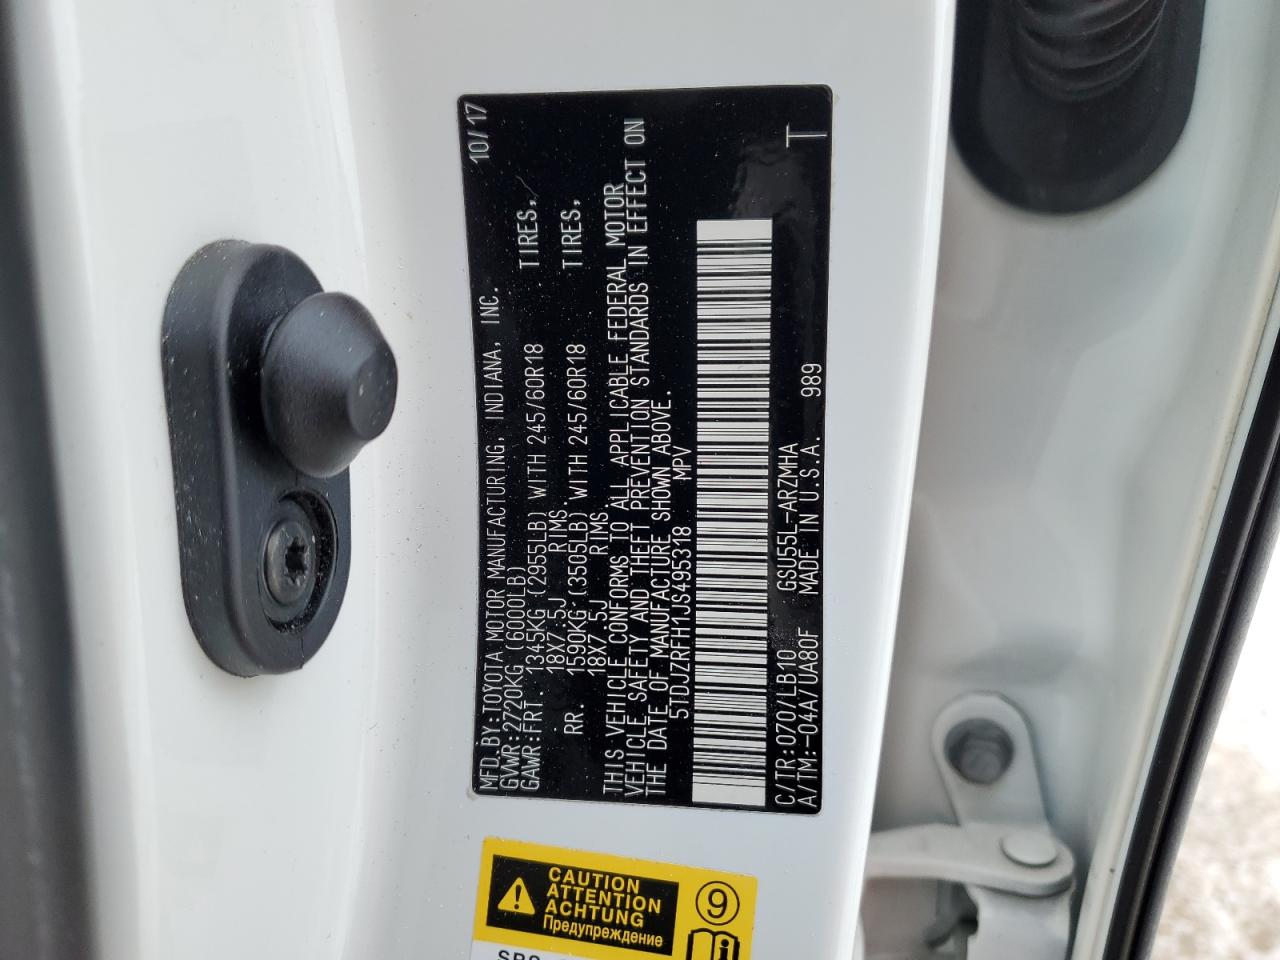 MFD.BY:TOYOTA MOTOR MANUFACTURING, INDIANA, INC. 10/17
GVWR:2720KG (6000LB)
GAWR:FRT. 1345KG (2955LB) WITH 245/60R18 TIRES,
18X7.5J RIMS.
RR. 1590KG (3505LB) WITH 245/60R18 TIRES,
18X7.5J RIMS.
THIS VEHICLE CONFORMS TO ALL APPLICABLE FEDERAL MOTOR
VEHICLE SAFETY AND THEFT PREVENTION STANDARDS IN EFFECT ON
THE DATE OF MANUFACTURE SHOWN ABOVE.
5TDJZRFH1JS495318 MPV
C/TR:070/LB10 GSU55L-ARZMHA T
A/TM:-04A/UA80F MADE IN U.S.A. 989
CAUTION
ATTENTION
ACHTUNG
Предупреждение
9